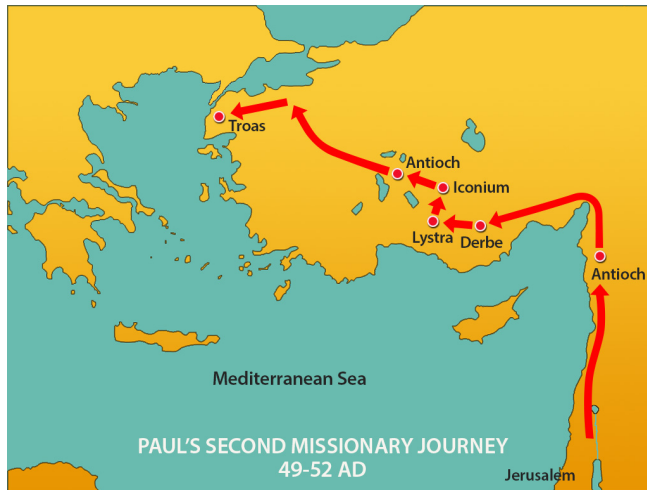 Troas
Antioch
Iconium
Lystra
Derbe
Antioch
Mediterranean Sea
PAUL'S SECOND MISSIONARY JOURNEY
49-52 AD
Jerusalem